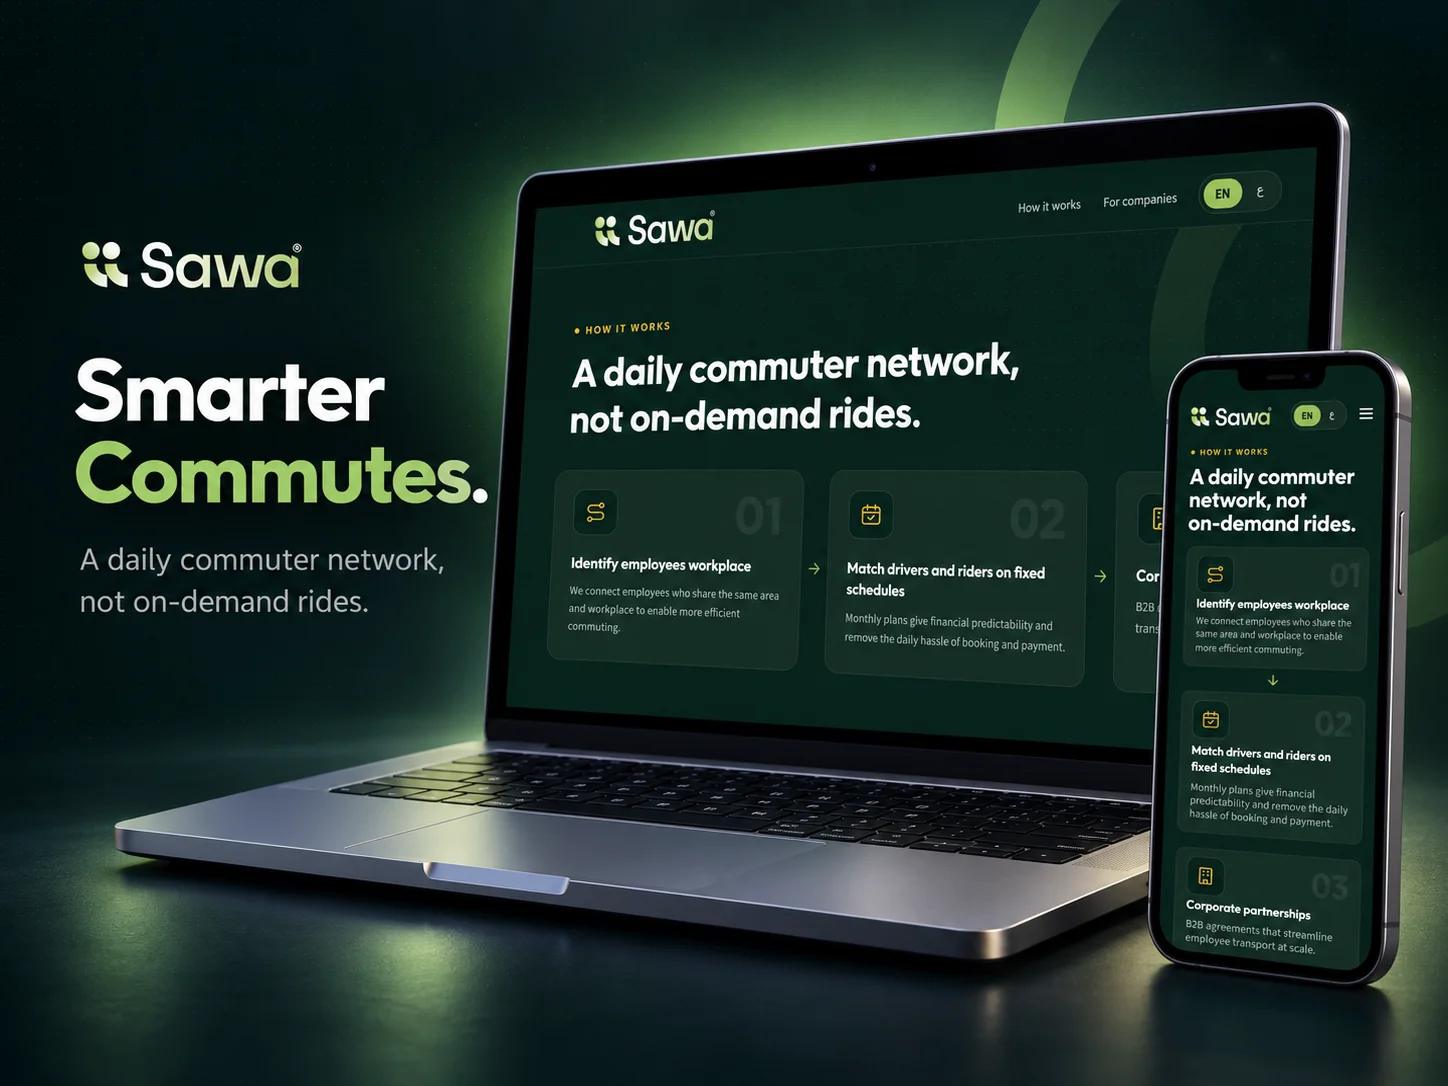 Sawa®
Smarter
Commutes.
A daily commuter network,
not on-demand rides.
Sawa®
How it works
For companies
EN
ع
HOW IT WORKS
A daily commuter network,
not on-demand rides.
01
Identify employees workplace
We connect employees who share the same area
and workplace to enable more efficient
commuting.
02
Match drivers and riders on fixed
schedules
Monthly plans give financial predictability and
remove the daily hassle of booking and payment.
Cor
B2B
trans
Sawa
EN
ع
HOW IT WORKS
A daily commuter
network, not
on-demand rides.
01
Identify employees workplace
We connect employees who share the
same area and workplace to enable
more efficient commuting.
02
Match drivers and riders on
fixed schedules
Monthly plans give financial
predictability and remove the daily
hassle of booking and payment.
03
Corporate partnerships
B2B agreements that streamline
employee transport at scale.